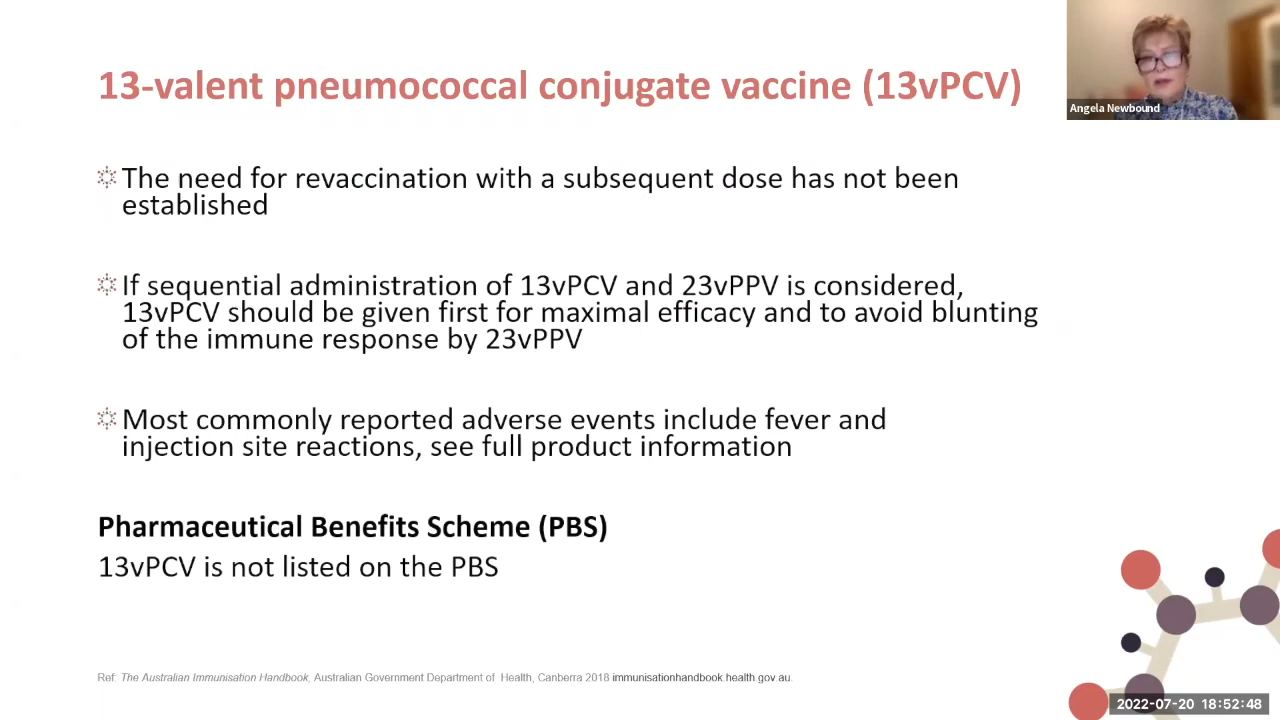 13-valent pneumococcal conjugate vaccine (13vPCV)
Angela Newbound
The need for revaccination with a subsequent dose has not been
established
If sequential administration of 13vPCV and 23vPPV is considered,
13vPCV should be given first for maximal efficacy and to avoid blunting
of the immune response by 23vPPV
Most commonly reported adverse events include fever and
injection site reactions, see full product information
Pharmaceutical Benefits Scheme (PBS)
13vPCV is not listed on the PBS
Ref: The Australian Immunisation Handbook, Australian Government Department of Health, Canberra 2018 immunisationhandbook.health.gov.au.
2022-07-20 18:52:48